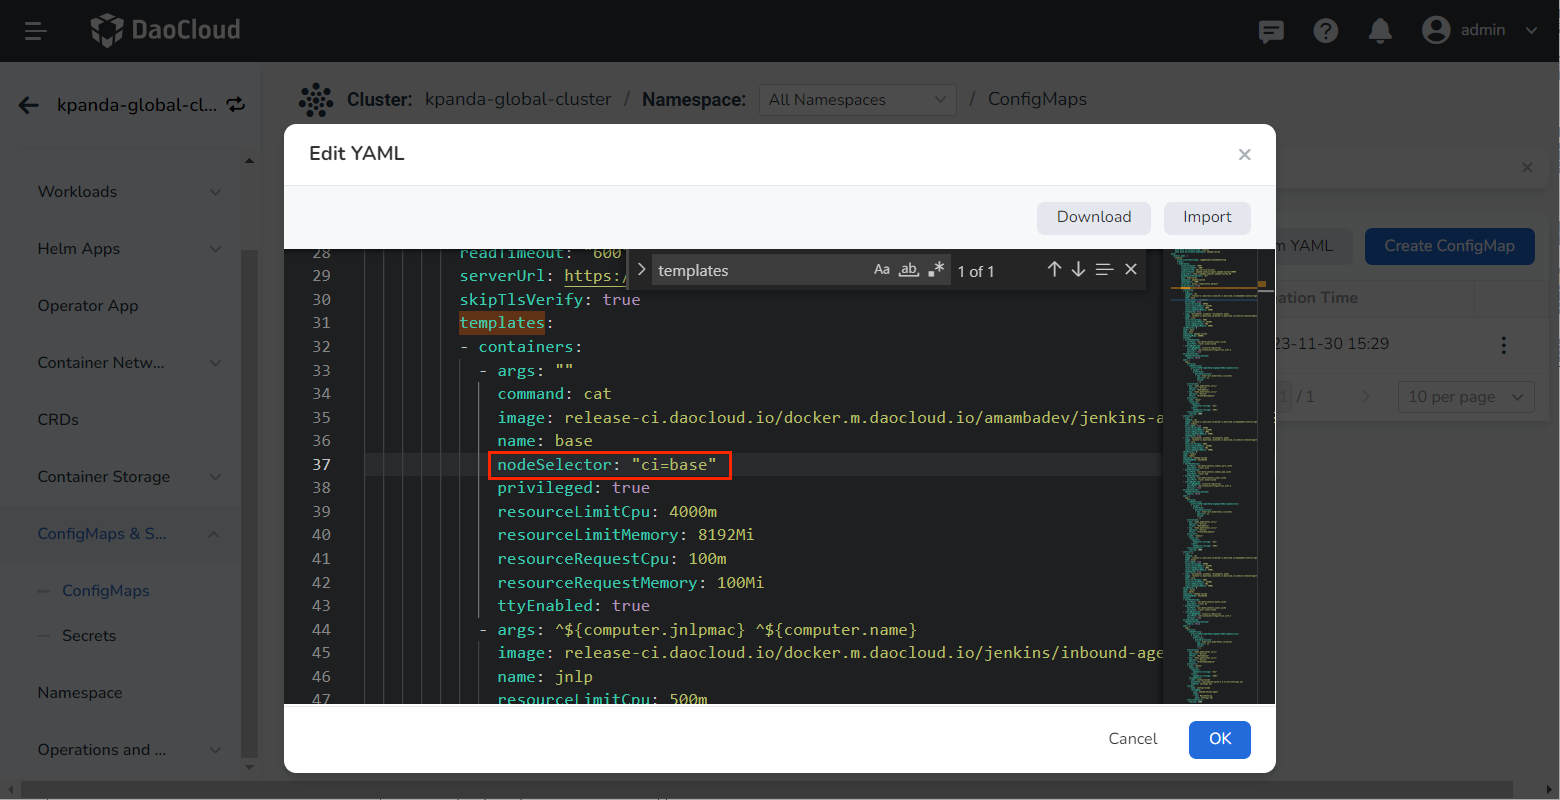 DaoCloud
admin
kpanda-global-cl...
Cluster: kpanda-global-cluster / Namespace: All Namespaces / ConfigMaps
Edit YAML
Download
Import
Workloads
Helm Apps
Operator App
Container Netw...
CRDs
Container Storage
ConfigMaps & S...
ConfigMaps
Secrets
Namespace
Operations and ...
YAML
Create ConfigMap
ation Time
23-11-30 15:29
1 / 1
10 per page
templates
Aa ab .* 1 of 1
28 readTimeout: "600
29 serverUrl: https:/
30 skipTlsVerify: true
31 templates:
32 - containers:
33 - args: ""
34 command: cat
35 image: release-ci.daocloud.io/docker.m.daocloud.io/amambadev/jenkins-a
36 name: base
37 nodeSelector: "ci=base"
38 privileged: true
39 resourceLimitCpu: 4000m
40 resourceLimitMemory: 8192Mi
41 resourceRequestCpu: 100m
42 resourceRequestMemory: 100Mi
43 ttyEnabled: true
44 - args: ^${computer.jnlpmac} ^${computer.name}
45 image: release-ci.daocloud.io/docker.m.daocloud.io/jenkins/inbound-age
46 name: jnlp
47 resourceLimitCpu: 500m
Cancel
OK